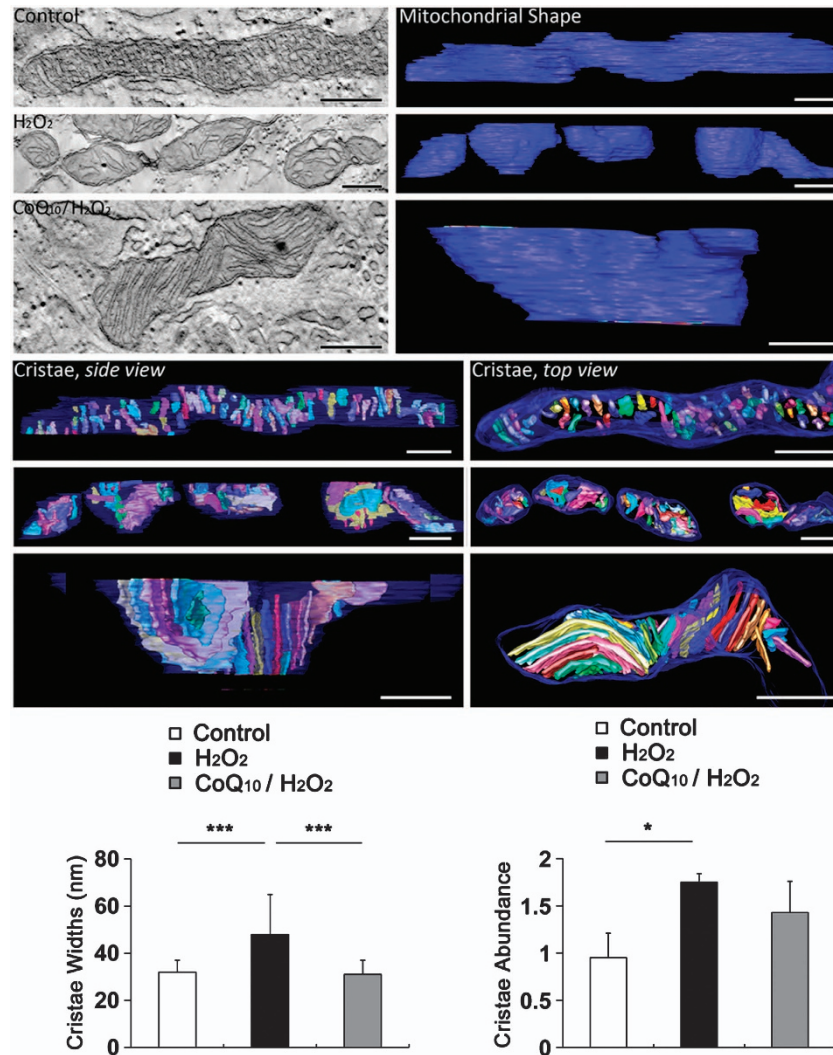 Control
Mitochondrial Shape
H₂O₂
CoQ₁₀/H₂O₂
Cristae, side view
Cristae, top view
Control
H₂O₂
CoQ₁₀ / H₂O₂
***
***
Cristae Widths (nm)
80
60
40
20
0
Control
H₂O₂
CoQ₁₀ / H₂O₂
*
Cristae Abundance
2
1.5
1
0.5
0